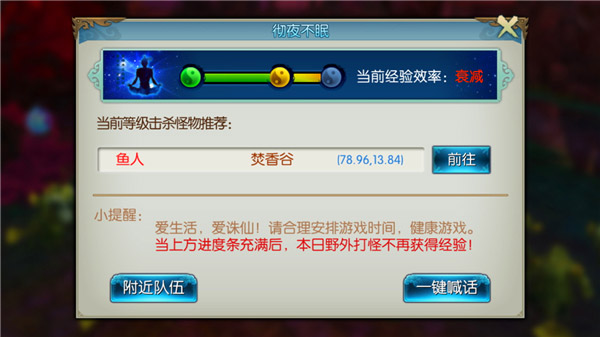 彻夜不眠
当前经验效率：衰减
当前等级击杀怪物推荐：
鱼人 焚香谷 (78.96,13.84) 前往
小提醒：
爱生活，爱诛仙！请合理安排游戏时间，健康游戏。
当上方进度条充满后，本日野外打怪不再获得经验！
附近队伍 一键喊话